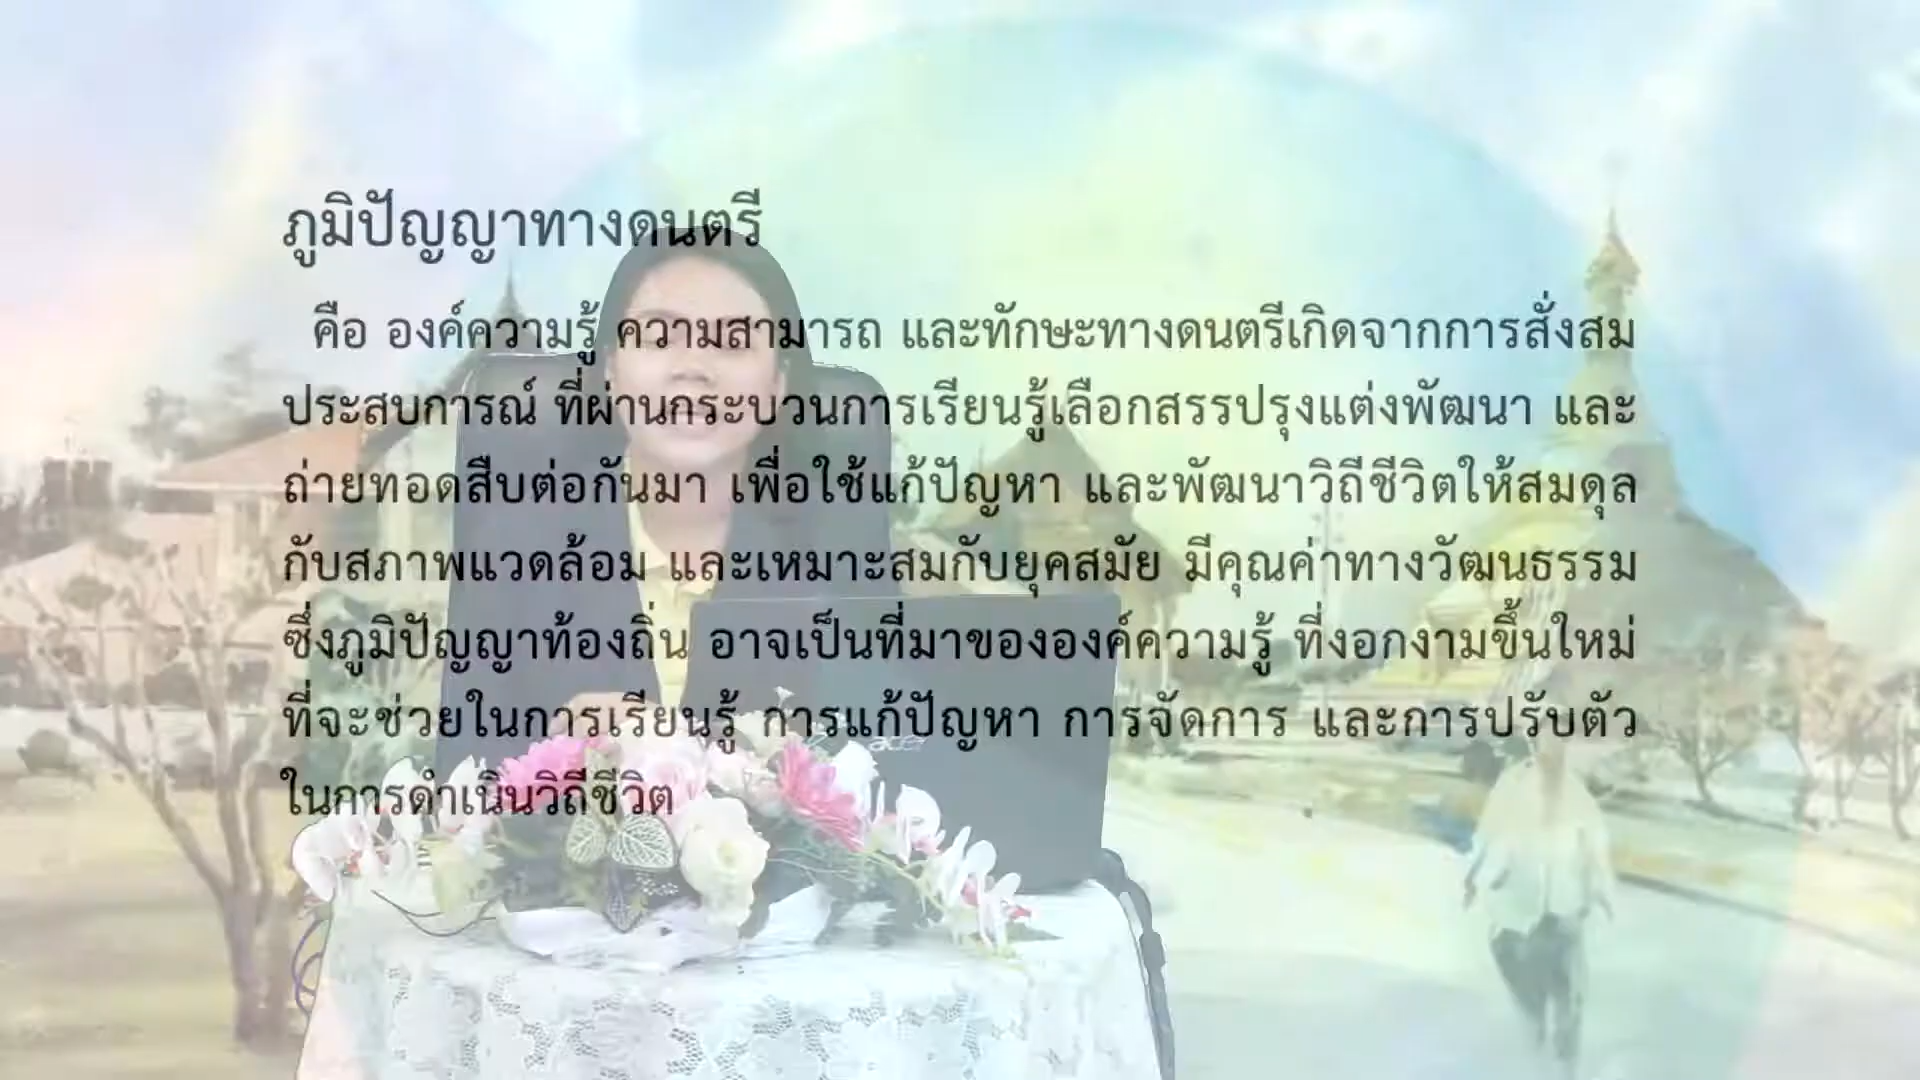 ภูมิปัญญาทางดนตรี
คือ องค์ความรู้ ความสามารถ และทักษะทางดนตรีเกิดจากการสั่งสม
ประสบการณ์ ที่ผ่านกระบวนการเรียนรู้เลือกสรรปรุงแต่งพัฒนา และ
ถ่ายทอดสืบต่อกันมา เพื่อใช้แก้ปัญหา และพัฒนาวิถีชีวิตให้สมดุล
กับสภาพแวดล้อม และเหมาะสมกับยุคสมัย มีคุณค่าทางวัฒนธรรม
ซึ่งภูมิปัญญาท้องถิ่น อาจเป็นที่มาขององค์ความรู้ ที่งอกงามขึ้นใหม่
ที่จะช่วยในการเรียนรู้ การแก้ปัญหา การจัดการ และการปรับตัว
acer
ในการดำเนินวิถีชีวิต